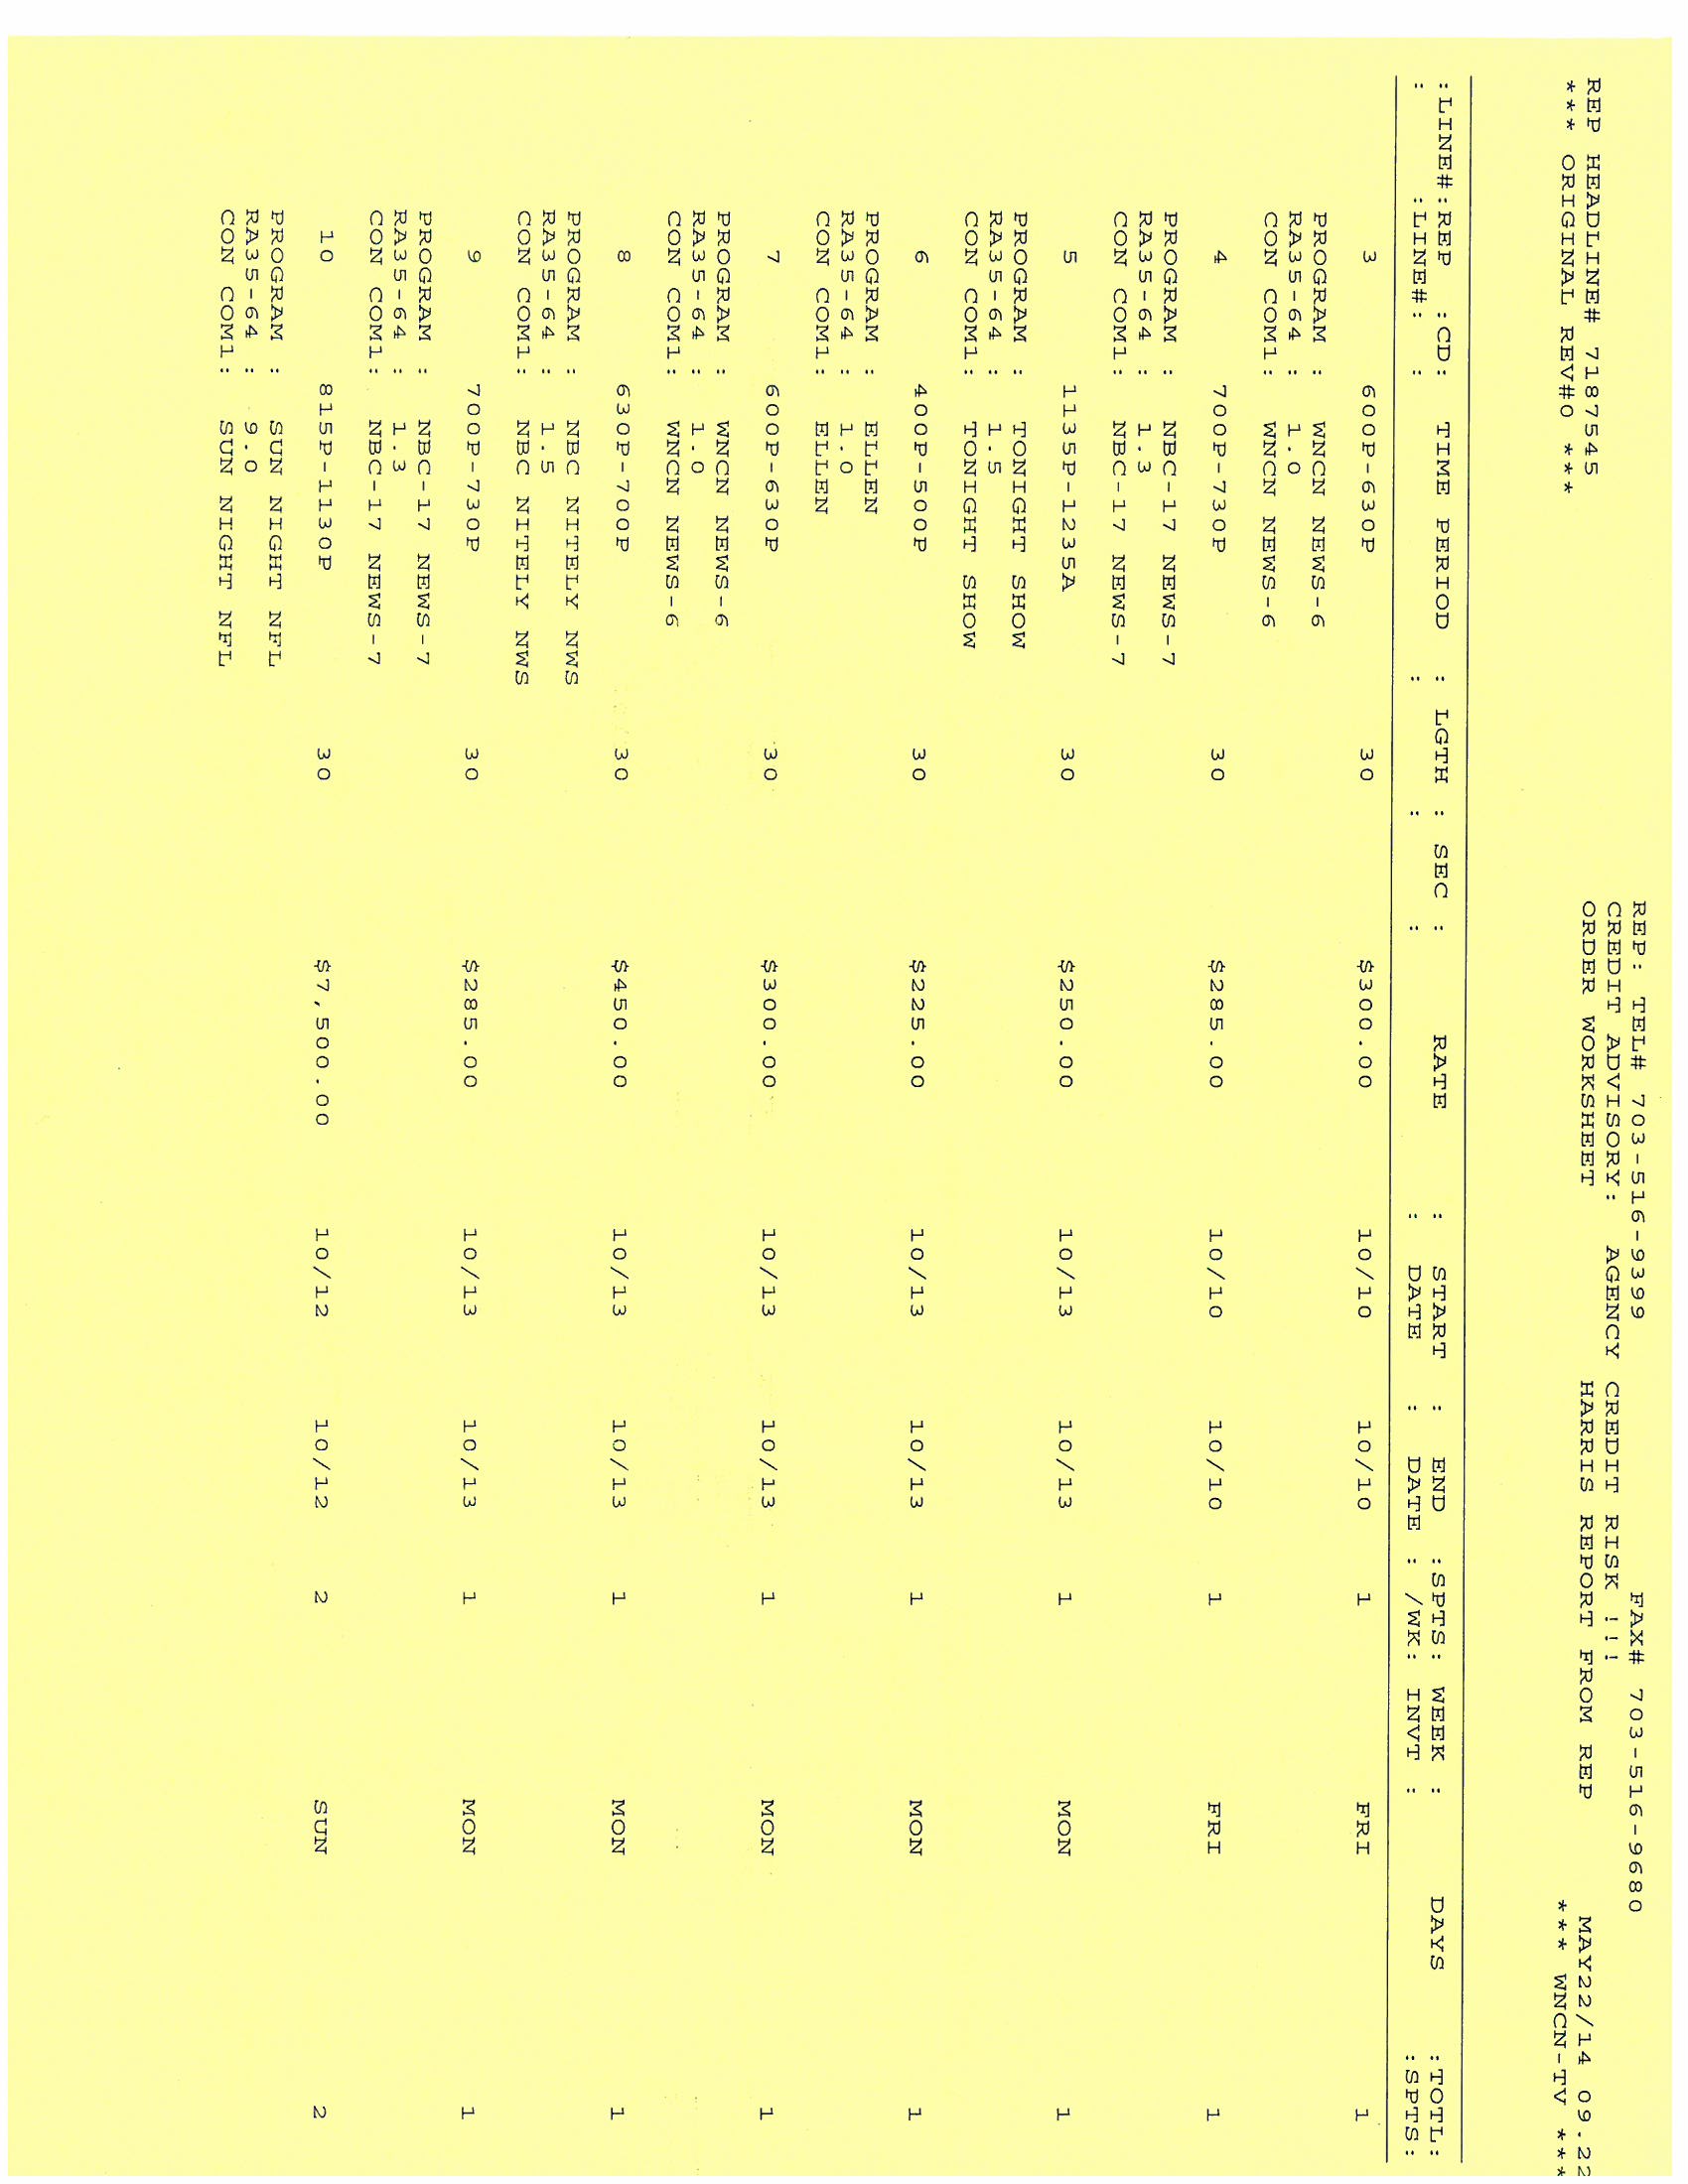 REP: TEL# 703-516-9399 FAX# 703-516-9680
CREDIT ADVISORY: AGENCY CREDIT RISK !!!
REP HEADLINE# 7187545 ORDER WORKSHEET HARRIS REPORT FROM REP MAY22/14 09.22
*** ORIGINAL REV#0 *** *** WNCN-TV ***
:LINE#:REP :CD: TIME PERIOD : LGTH : SEC : RATE : START : END :SPTS: WEEK : DAYS :TOTL:
: :LINE#: : : : : : DATE : DATE : /WK: INVT : :SPTS:
3 600P-630P 30 $300.00 10/10 10/10 1 FRI 1
PROGRAM : WNCN NEWS-6
RA35-64 : 1.0
CON COM1: WNCN NEWS-6
4 700P-730P 30 $285.00 10/10 10/10 1 FRI 1
PROGRAM : NBC-17 NEWS-7
RA35-64 : 1.3
CON COM1: NBC-17 NEWS-7
5 1135P-1235A 30 $250.00 10/13 10/13 1 MON 1
PROGRAM : TONIGHT SHOW
RA35-64 : 1.5
CON COM1: TONIGHT SHOW
6 400P-500P 30 $225.00 10/13 10/13 1 MON 1
PROGRAM : ELLEN
RA35-64 : 1.0
CON COM1: ELLEN
7 600P-630P 30 $300.00 10/13 10/13 1 MON 1
PROGRAM : WNCN NEWS-6
RA35-64 : 1.0
CON COM1: WNCN NEWS-6
8 630P-700P 30 $450.00 10/13 10/13 1 MON 1
PROGRAM : NBC NITELY NWS
RA35-64 : 1.5
CON COM1: NBC NITELY NWS
9 700P-730P 30 $285.00 10/13 10/13 1 MON 1
PROGRAM : NBC-17 NEWS-7
RA35-64 : 1.3
CON COM1: NBC-17 NEWS-7
10 815P-1130P 30 $7,500.00 10/12 10/12 2 SUN 2
PROGRAM : SUN NIGHT NFL
RA35-64 : 9.0
CON COM1: SUN NIGHT NFL